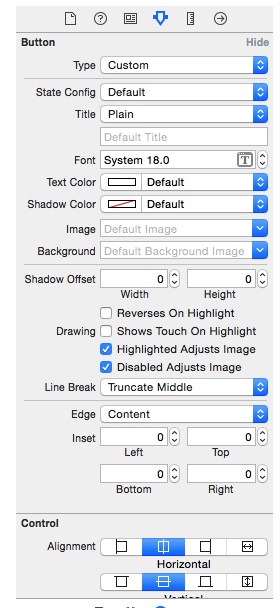 Button Hide
Type Custom
State Config Default
Title Plain
Default Title
Font System 18.0 T
Text Color Default
Shadow Color Default
Image Default Image
Background Default Background Image
Shadow Offset 0 0
Width Height
Reverses On Highlight
Drawing Shows Touch On Highlight
Highlighted Adjusts Image
Disabled Adjusts Image
Line Break Truncate Middle
Edge Content
Inset 0 0
Left Top
0 0
Bottom Right
Control
Alignment
Horizontal
Vertical